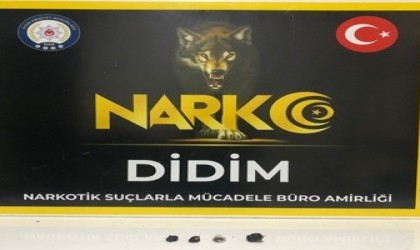 NARKO
DİDİM
NARKOTİK SUÇLARLA MÜCADELE BÜRO AMİRLİĞİ